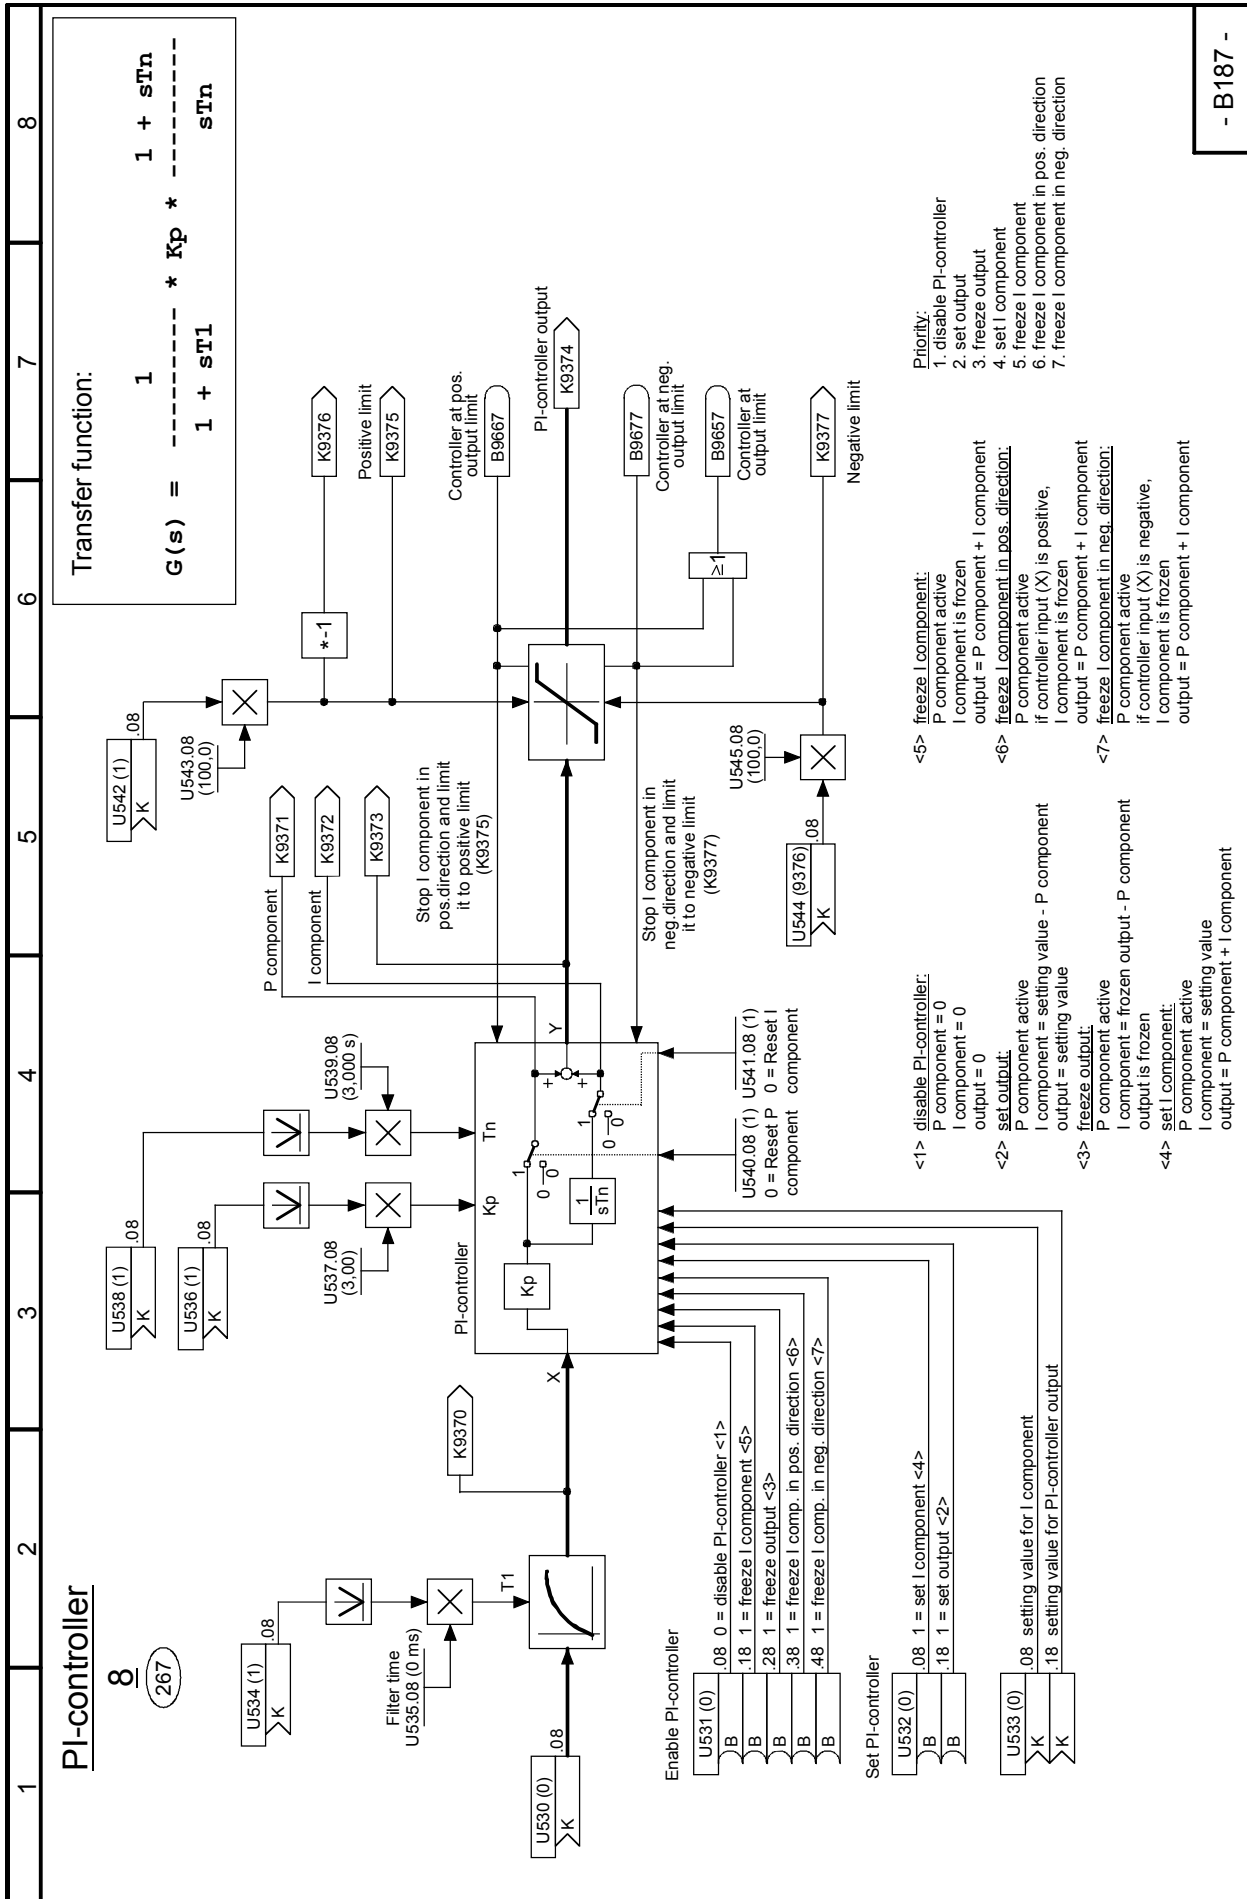 1 2 3 4 5 6 7 8
PI-controller
8
267
Transfer function:
1 1 + sTn
G(s) = -------- * Kp * ----------
1 + sT1 sTn
U534 (1)
K
.08
Filter time
U535.08 (0 ms)
T1
U530 (0)
K
.08
K9370
X
U538 (1)
K
.08
U536 (1)
K
.08
U537.08
(3,00)
U539.08
(3,000 s)
PI-controller
Kp
Tn
Kp
1
sTn
1
0
0
1
0
0
+
+
Y
U540.08 (1)
0 = Reset P
component
U541.08 (1)
0 = Reset I
component
P component
K9371
I component
K9372
K9373
Stop I component in
pos.direction and limit
it to positive limit
(K9375)
Stop I component in
neg.direction and limit
it to negative limit
(K9377)
U542 (1)
K
.08
U543.08
(100,0)
U544 (9376)
K
.08
U545.08
(100,0)
*-1
K9376
Positive limit
K9375
Controller at pos.
output limit
B9667
PI-controller output
K9374
B9677
Controller at neg.
output limit
≥1
B9657
Controller at
output limit
K9377
Negative limit
Enable PI-controller
U531 (0)
B .08 0 = disable PI-controller <1>
B .18 1 = freeze I component <5>
B .28 1 = freeze output <3>
B .38 1 = freeze I comp. in pos. direction <6>
B .48 1 = freeze I comp. in neg. direction <7>
Set PI-controller
U532 (0)
B .08 1 = set I component <4>
B .18 1 = set output <2>
U533 (0)
K .08 setting value for I component
K .18 setting value for PI-controller output
<1> disable PI-controller:
P component = 0
I component = 0
output = 0
<2> set output:
P component active
I component = setting value - P component
output = setting value
<3> freeze output:
P component active
I component = frozen output - P component
output is frozen
<4> set I component:
P component active
I component = setting value
output = P component + I component
<5> freeze I component:
P component active
I component is frozen
output = P component + I component
<6> freeze I component in pos. direction:
P component active
if controller input (X) is positive,
I component is frozen
output = P component + I component
<7> freeze I component in neg. direction:
P component active
if controller input (X) is negative,
I component is frozen
output = P component + I component
Priority:
1. disable PI-controller
2. set output
3. freeze output
4. set I component
5. freeze I component
6. freeze I component in pos. direction
7. freeze I component in neg. direction
- B187 -